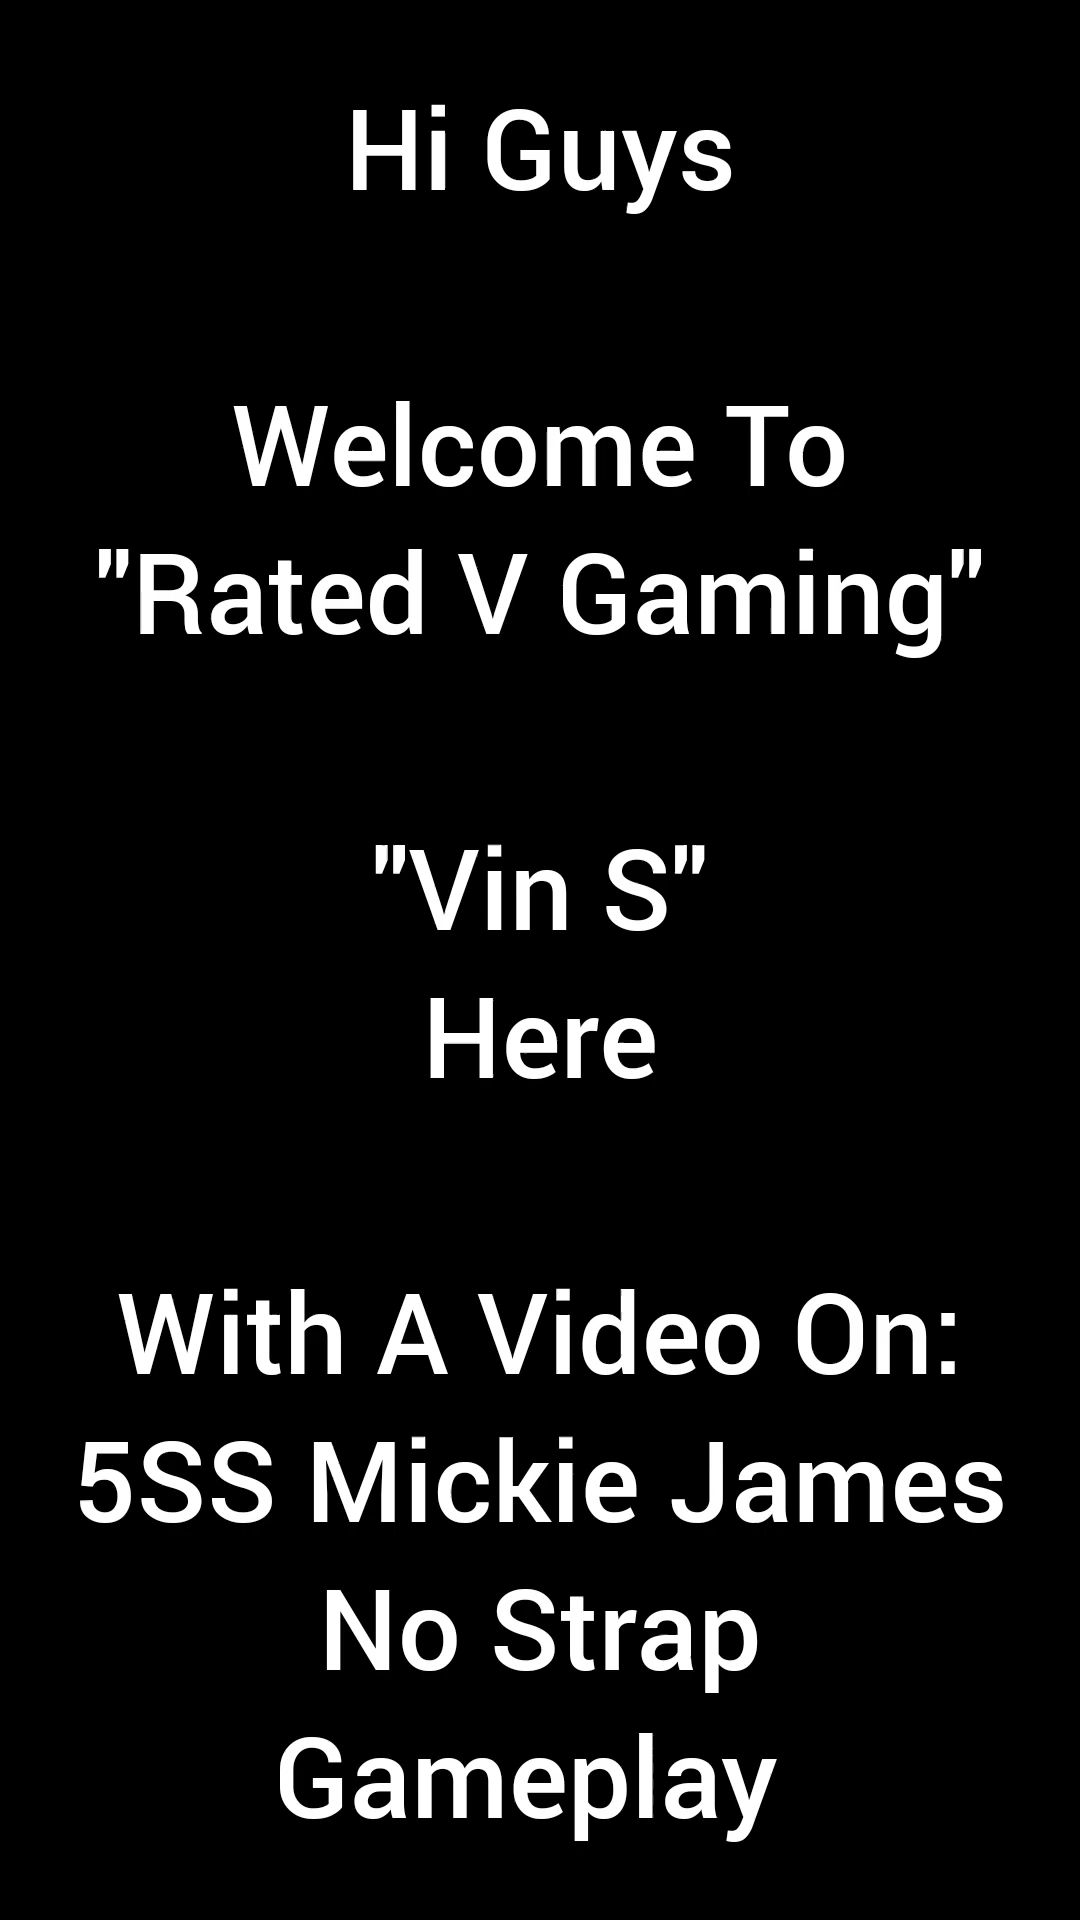 Hi Guys
Welcome To
"Rated V Gaming"
"Vin S"
Here
With A Video On:
5SS Mickie James
No Strap
Gameplay